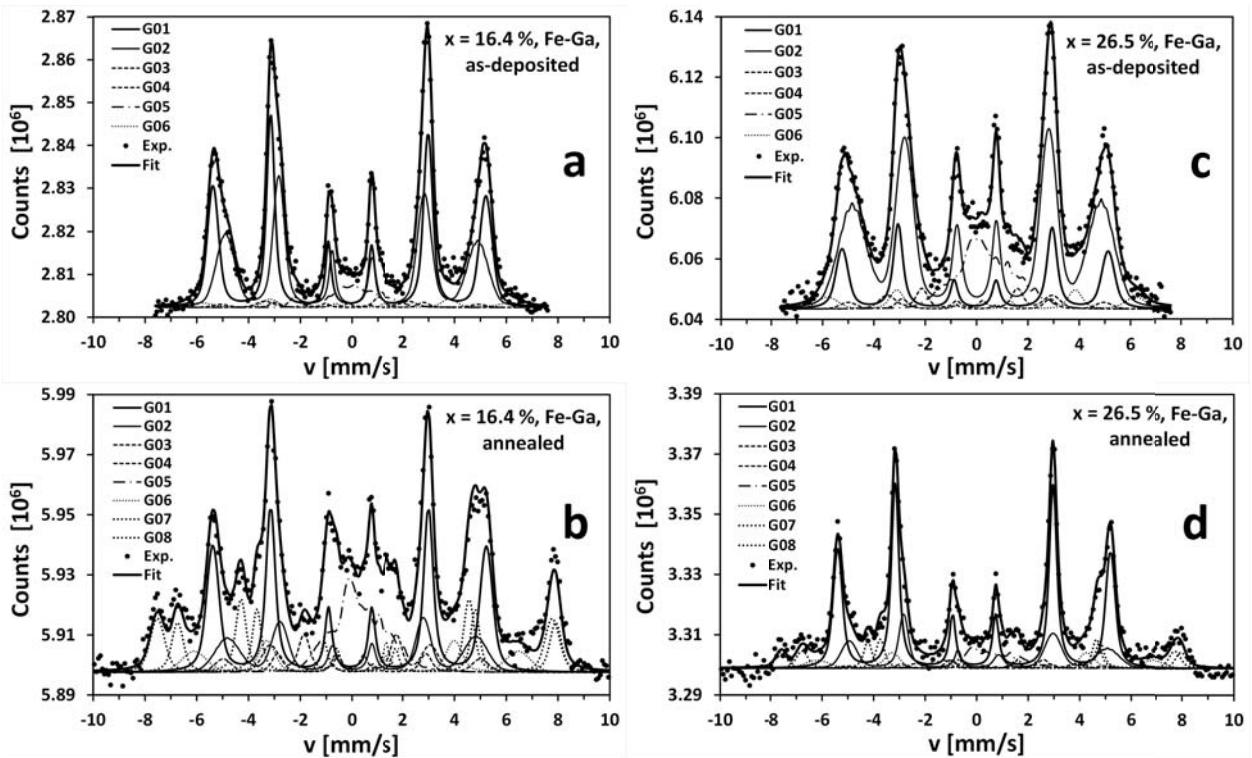 2.87
2.86
2.85
2.84
2.83
2.82
2.81
2.80
Counts [10⁶]
G01
G02
G03
G04
G05
G06
Exp.
Fit
x = 16.4 %, Fe-Ga,
as-deposited
a
-10 -8 -6 -4 -2 0 2 4 6 8 10
v [mm/s]
6.14
6.12
6.10
6.08
6.06
6.04
Counts [10⁶]
G01
G02
G03
G04
G05
G06
Exp.
Fit
x = 26.5 %, Fe-Ga,
as-deposited
c
-10 -8 -6 -4 -2 0 2 4 6 8 10
v [mm/s]
5.99
5.97
5.95
5.93
5.91
5.89
Counts [10⁶]
G01
G02
G03
G04
G05
G06
G07
G08
Exp.
Fit
x = 16.4 %, Fe-Ga,
annealed
b
-10 -8 -6 -4 -2 0 2 4 6 8 10
v [mm/s]
3.39
3.37
3.35
3.33
3.31
3.29
Counts [10⁶]
G01
G02
G03
G04
G05
G06
G07
G08
Exp.
Fit
x = 26.5 %, Fe-Ga,
annealed
d
-10 -8 -6 -4 -2 0 2 4 6 8 10
v [mm/s]